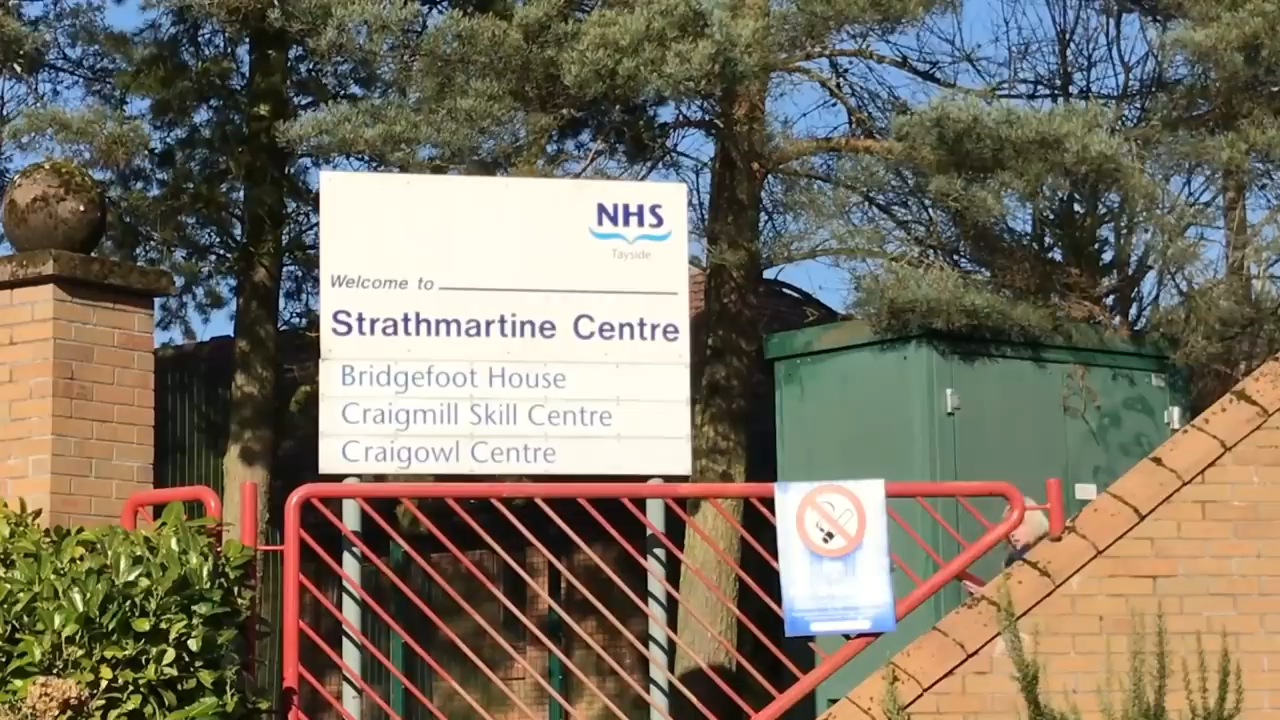 NHS
Tayside
Welcome to
Strathmartine Centre
Bridgefoot House
Craigmill Skill Centre
Craigowl Centre